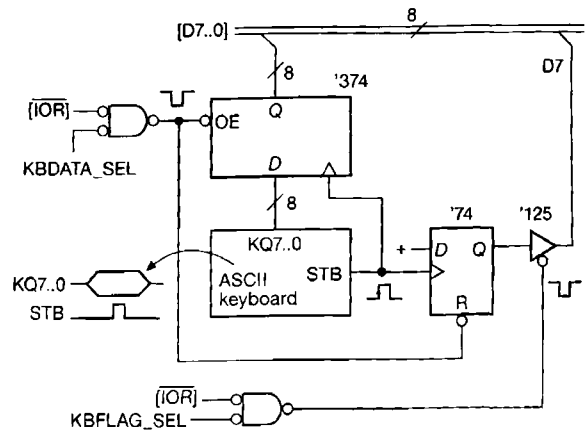 8
[D7..0]
8
D7
8
'374
[IOR]
Q
OE
KBDATA_SEL
D
8
'74
'125
KQ7..0
+
D
Q
STB
KQ7..0
ASCII
keyboard
STB
R
[IOR]
KBFLAG_SEL